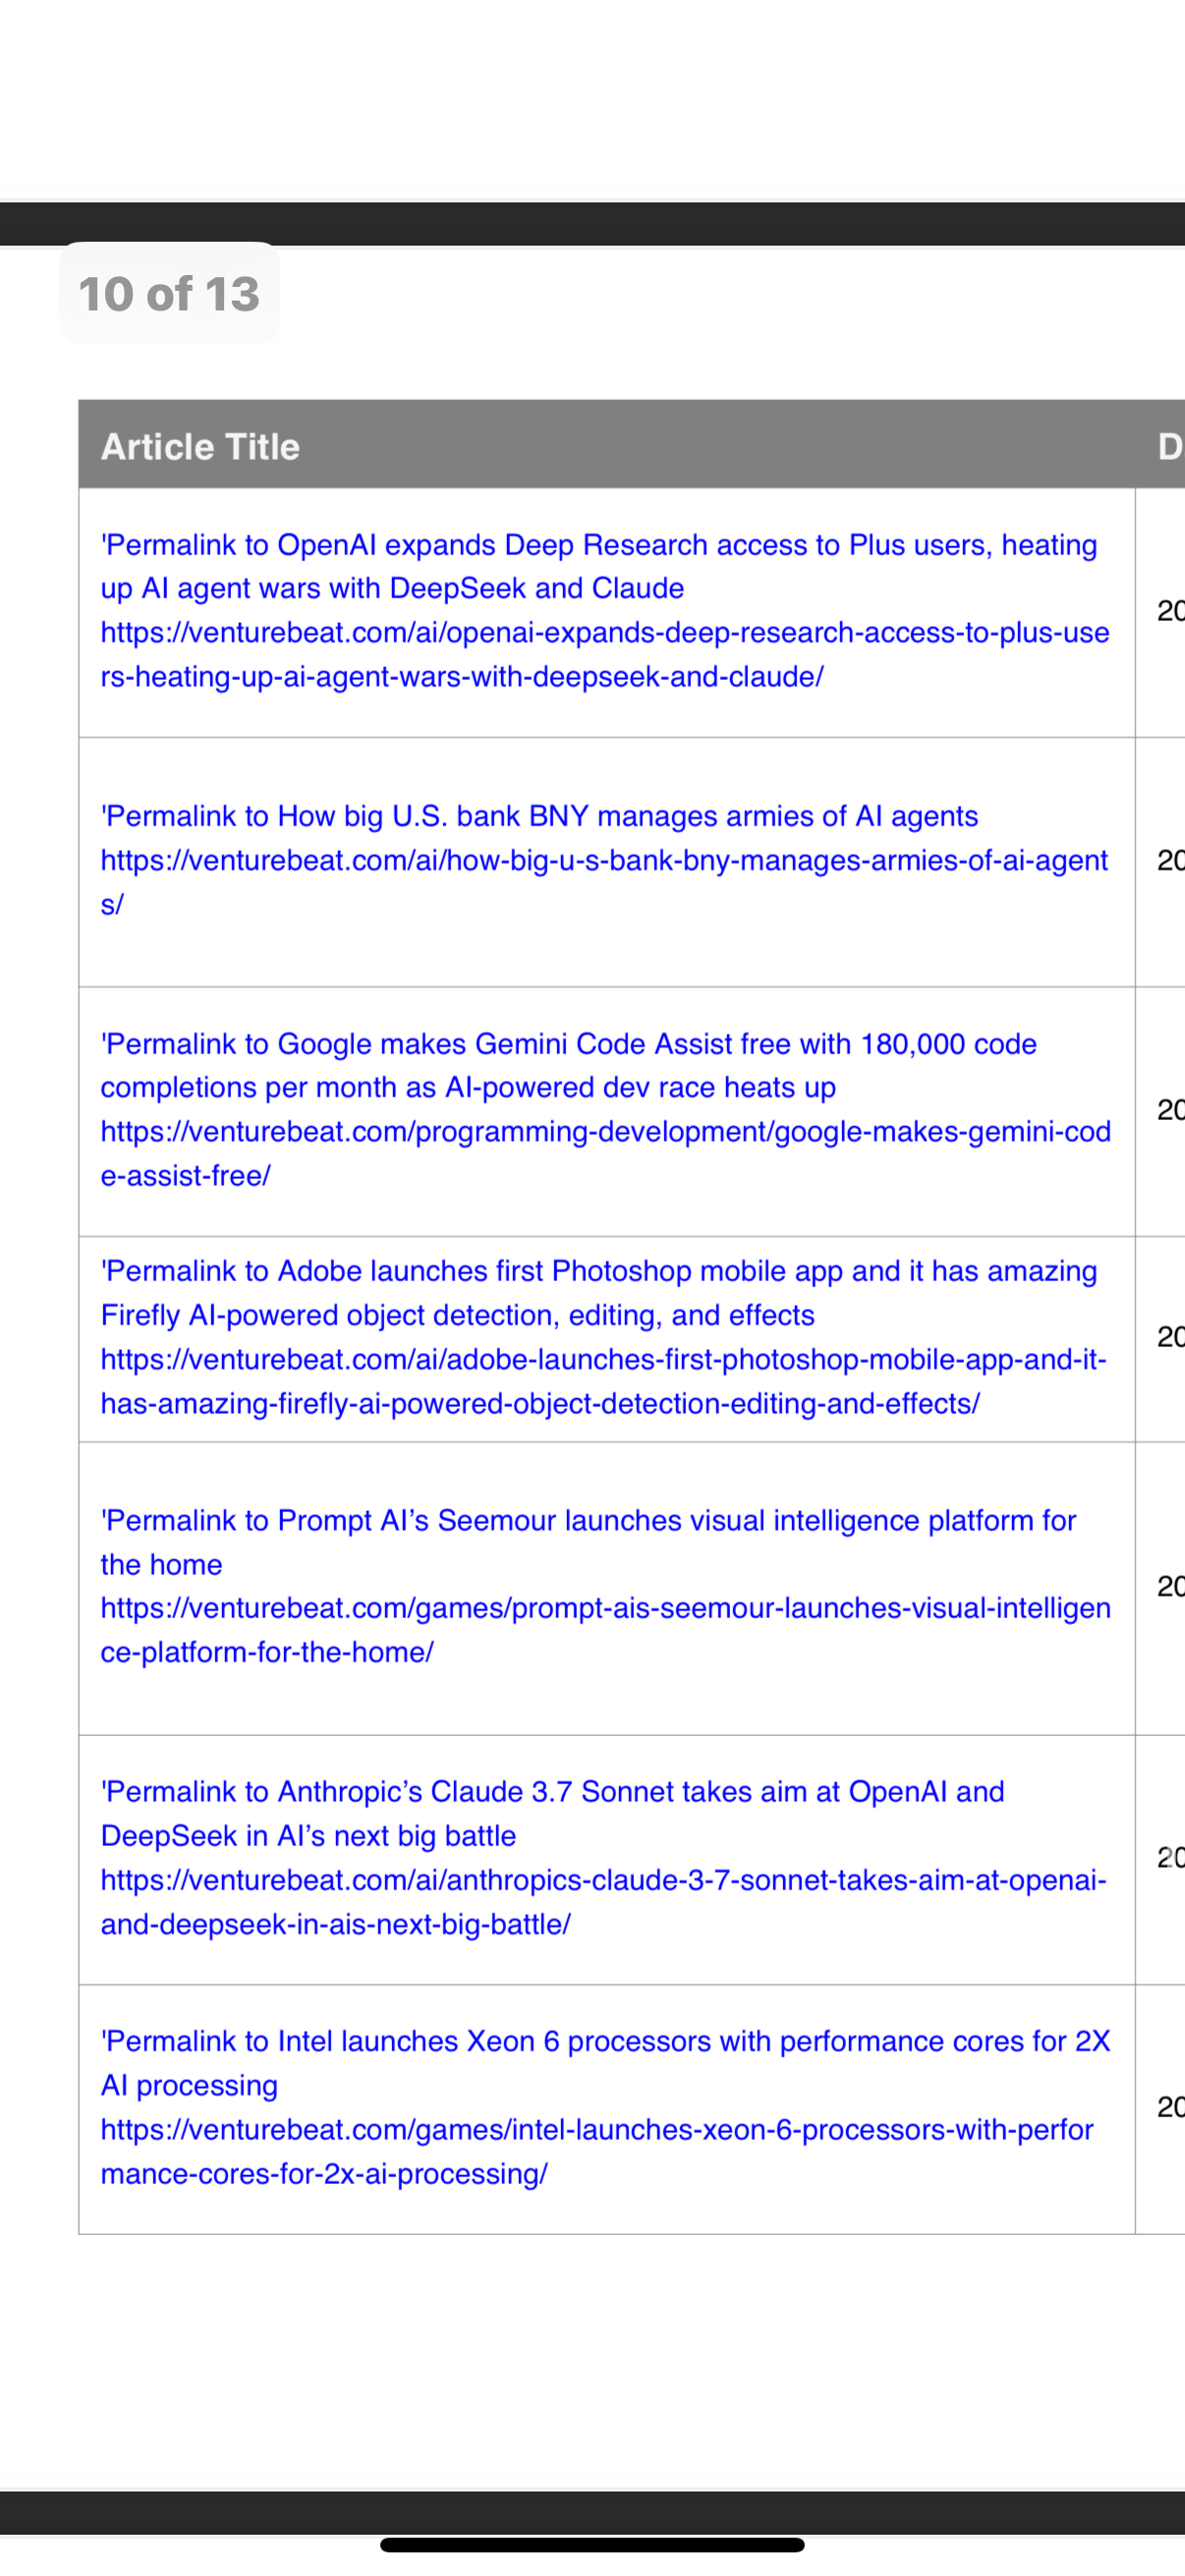 10 of 13
Article Title
D
'Permalink to OpenAI expands Deep Research access to Plus users, heating
up AI agent wars with DeepSeek and Claude
https://venturebeat.com/ai/openai-expands-deep-research-access-to-plus-use
rs-heating-up-ai-agent-wars-with-deepseek-and-claude/
20
'Permalink to How big U.S. bank BNY manages armies of AI agents
https://venturebeat.com/ai/how-big-u-s-bank-bny-manages-armies-of-ai-agent
s/
20
'Permalink to Google makes Gemini Code Assist free with 180,000 code
completions per month as AI-powered dev race heats up
https://venturebeat.com/programming-development/google-makes-gemini-cod
e-assist-free/
20
'Permalink to Adobe launches first Photoshop mobile app and it has amazing
Firefly AI-powered object detection, editing, and effects
https://venturebeat.com/ai/adobe-launches-first-photoshop-mobile-app-and-it-
has-amazing-firefly-ai-powered-object-detection-editing-and-effects/
20
'Permalink to Prompt AI’s Seemour launches visual intelligence platform for
the home
https://venturebeat.com/games/prompt-ais-seemour-launches-visual-intelligen
ce-platform-for-the-home/
20
'Permalink to Anthropic’s Claude 3.7 Sonnet takes aim at OpenAI and
DeepSeek in AI’s next big battle
https://venturebeat.com/ai/anthropics-claude-3-7-sonnet-takes-aim-at-openai-
and-deepseek-in-ais-next-big-battle/
20
'Permalink to Intel launches Xeon 6 processors with performance cores for 2X
AI processing
https://venturebeat.com/games/intel-launches-xeon-6-processors-with-perfor
mance-cores-for-2x-ai-processing/
20